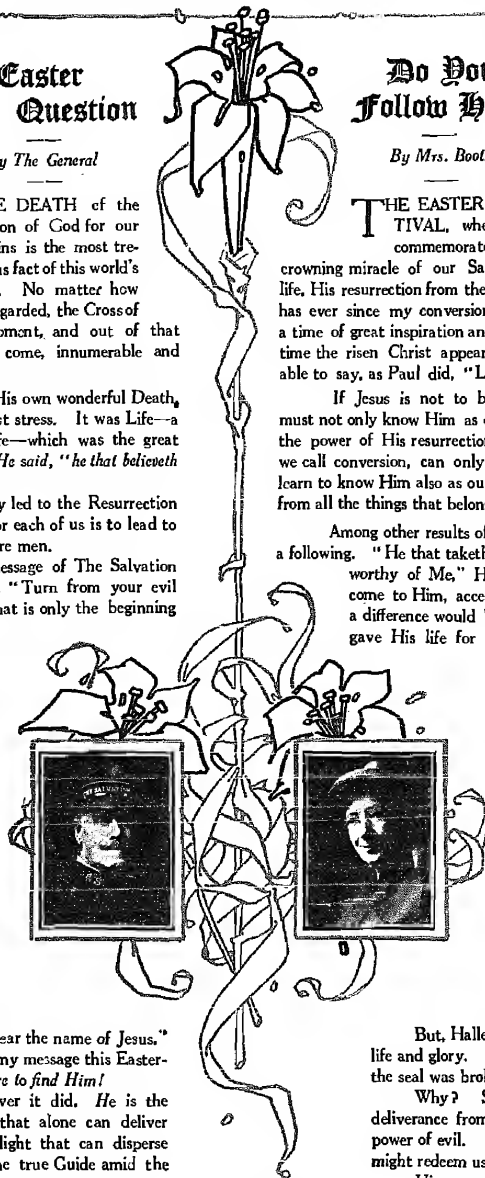 Easter
Question
y The General
E DEATH of the
on of God for our
ins is the most tre-
us fact of this world's
No matter how
garded, the Cross of
pment, and out of that
come, innumerable and
His own wonderful Death,
st stress. It was Life—a
fe—which was the great
He said, "he that believeth
y led to the Resurrection
or each of us is to lead to
re men.
essage of The Salvation
"Turn from your evil
hat is only the beginning
ear the name of Jesus."
my message this Easter-
re to find Him!
ver it did. He is the
that alone can deliver
light that can disperse
he true Guide amid the
Do You
Follow H
By Mrs. Boot
THE EASTER
TIVAL, whe
commemorat
crowning miracle of our Sa
life, His resurrection from the
has ever since my conversion
a time of great inspiration an
time the risen Christ appear
able to say, as Paul did, "L
If Jesus is not to b
must not only know Him as
the power of His resurrection
we call conversion, can only
learn to know Him also as ou
from all the things that belon
Among other results of
a following. "He that taketh
worthy of Me," H
come to Him, acce
a difference would
gave His life for
But, Halle
life and glory.
the seal was brok
Why? S
deliverance from
power of evil.
might redeem us